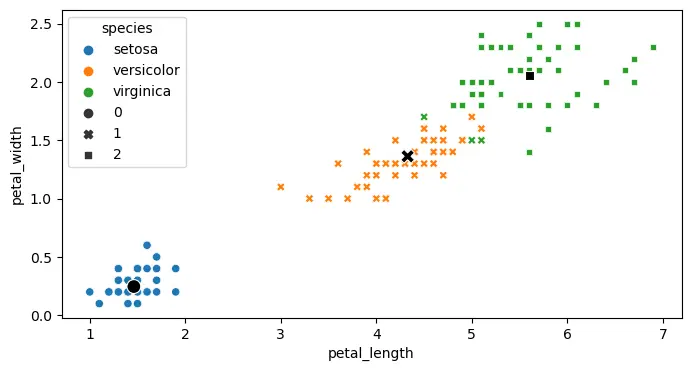 species
setosa
versicolor
virginica
0
1
2
2.5
2.0
1.5
1.0
0.5
0.0
petal_width
1 2 3 4 5 6 7
petal_length